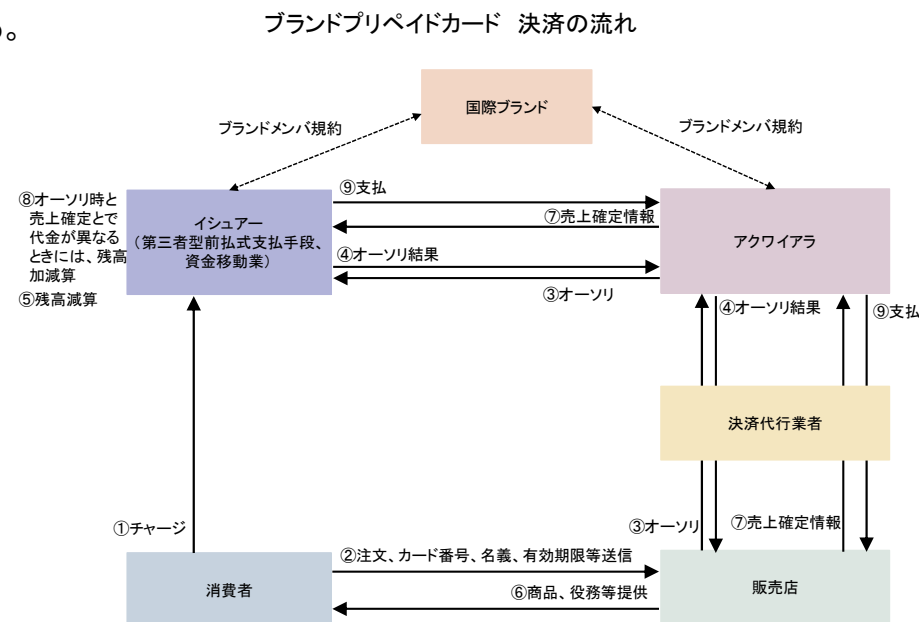 る。
ブランドプリペイドカード 決済の流れ
国際ブランド
ブランドメンバ規約
ブランドメンバ規約
⑧オーソリ時と
売上確定とで
代金が異なる
ときには、残高
加減算
⑤残高減算
イシュアー
(第三者型前払式支払手段、
資金移動業)
⑨支払
⑦売上確定情報
④オーソリ結果
③オーソリ
アクワイアラ
④オーソリ結果
⑨支払
決済代行業者
①チャージ
③オーソリ
⑦売上確定情報
②注文、カード番号、名義、有効期限等送信
⑥商品、役務等提供
消費者
販売店